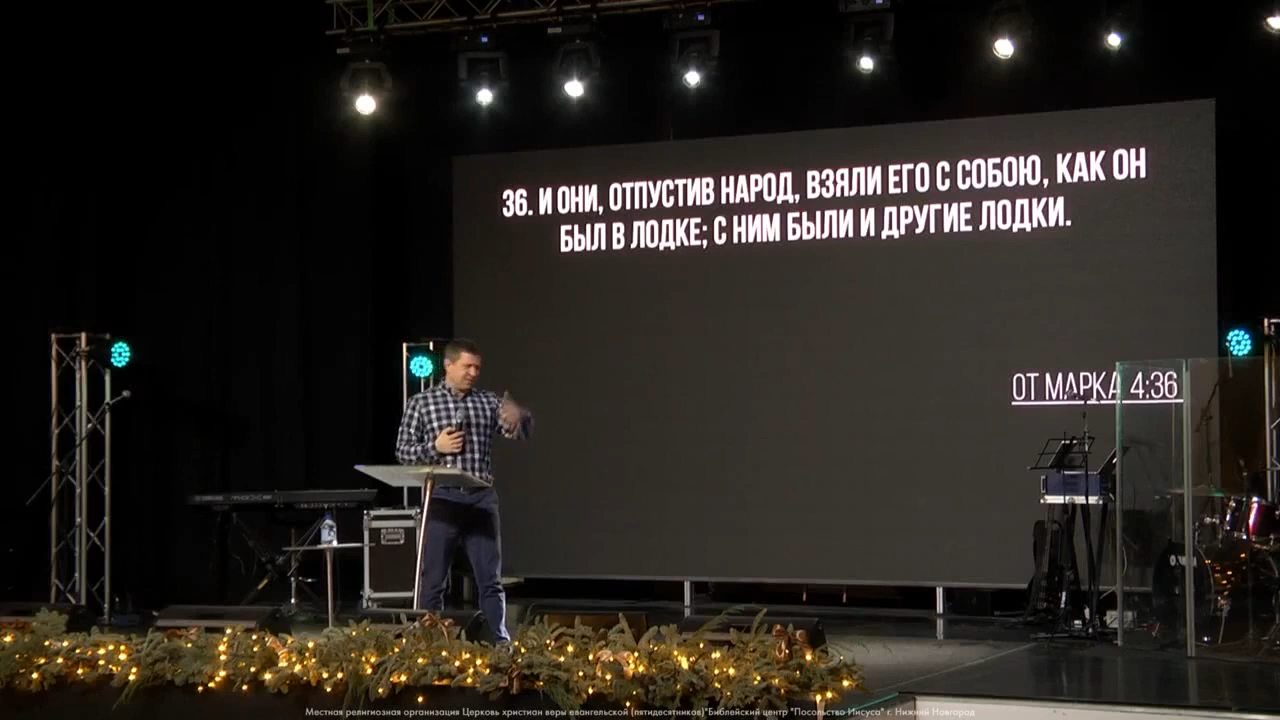 36. И ОНИ, ОТПУСТИВ НАРОД, ВЗЯЛИ ЕГО С СОБОЮ, КАК ОН
БЫЛ В ЛОДКЕ; С НИМ БЫЛИ И ДРУГИЕ ЛОДКИ.
ОТ МАРКА 4:36
Местная религиозная организация Церковь христиан веры евангельской (пятидесятников)"Библейский центр "Посольство Иисуса" г. Нижний Новгород